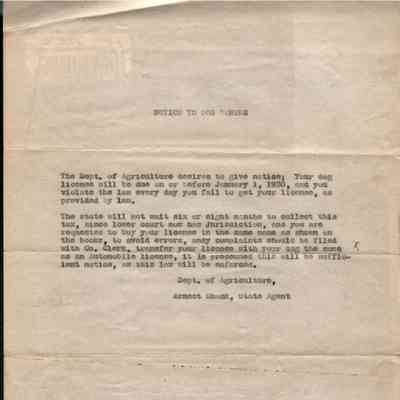 NOTICE TO DOG OWNERS
The Dept. of Agriculture desires to give notice; Your dog
license will be due on or before January 1, 1930, and you
violate the law every day you fail to get your license, as
provided by law.
The state will not wait six or eight months to collect this
tax, since lower court now has Jurisdiction, and you are
requested to buy your license in the same name as shown on
the books, to avoid errors, any complaints should be filed
with Co. Clerk, transfer your license with your dog the same
as an Automobile license, it is presumed this will be suffic-
ient notice, as this law will be enforced.
Dept. of Agriculture,
Ernest State Agent